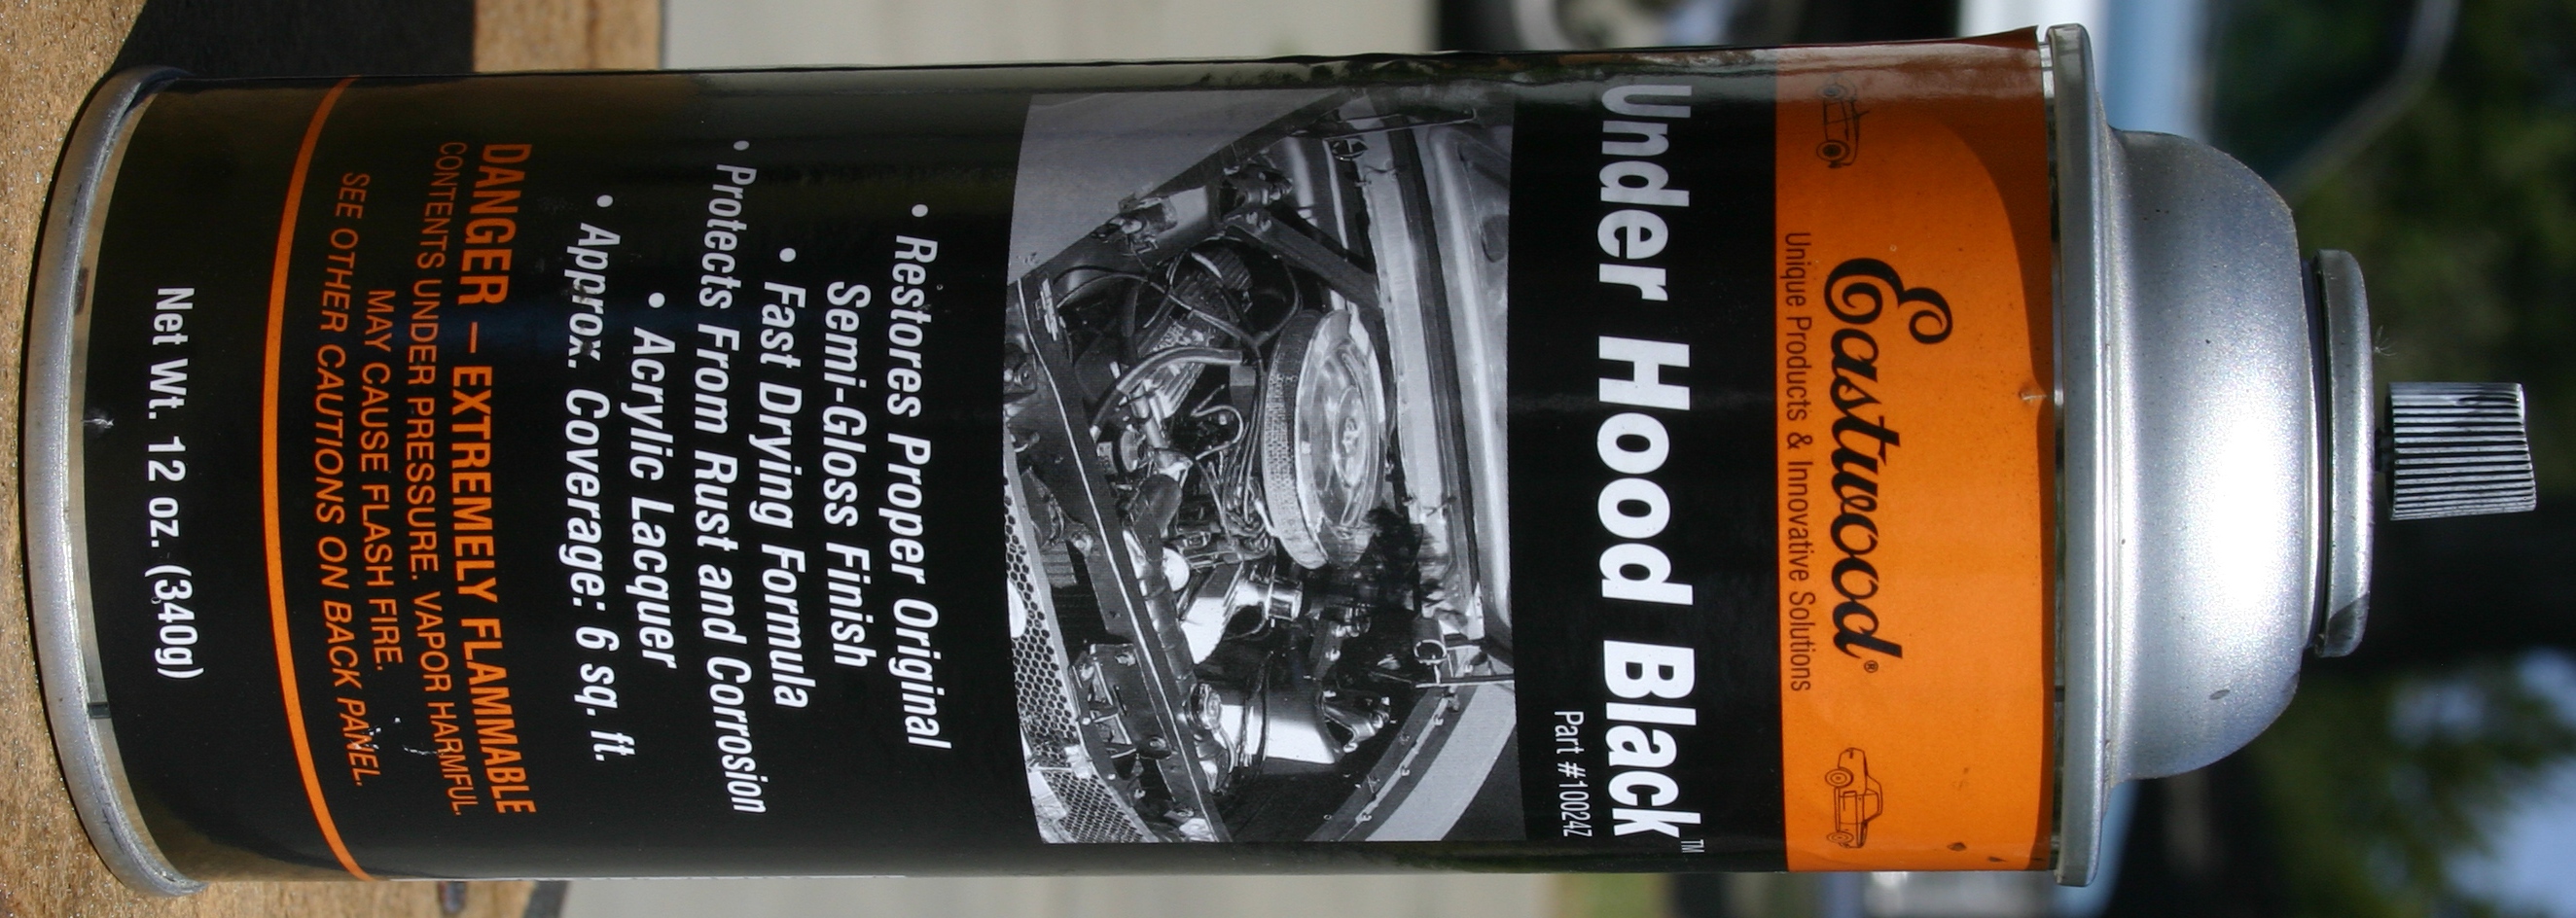 Eastwood®
Unique Products & Innovative Solutions
Under Hood Black™
Part #10024Z
• Restores Proper Original
Semi-Gloss Finish
• Fast Drying Formula
• Protects From Rust and Corrosion
• Acrylic Lacquer
• Approx. Coverage: 6 sq. ft.
DANGER – EXTREMELY FLAMMABLE
CONTENTS UNDER PRESSURE. VAPOR HARMFUL.
MAY CAUSE FLASH FIRE.
SEE OTHER CAUTIONS ON BACK PANEL.
Net Wt. 12 oz. (340g)